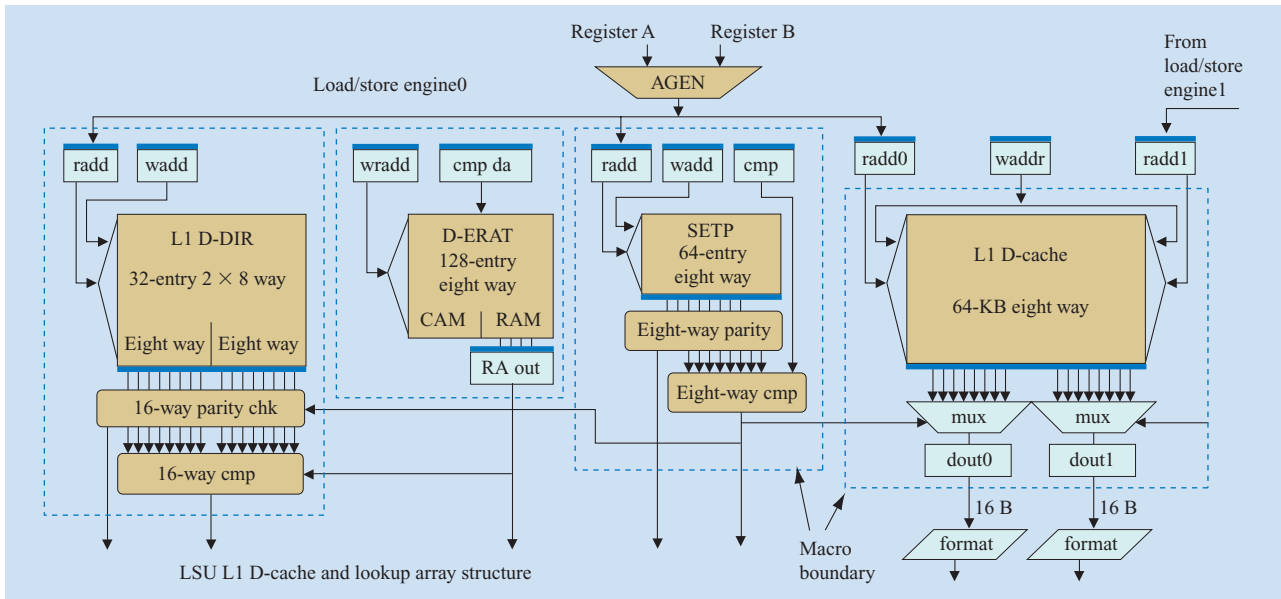 Register A
Register B
From
load/store
engine1
Load/store engine0
AGEN
radd
wadd
wradd
cmp da
radd
wadd
cmp
radd0
waddr
radd1
L1 D-DIR
32-entry 2 × 8 way
Eight way
Eight way
D-ERAT
128-entry
eight way
CAM
RAM
RA out
SETP
64-entry
eight way
Eight-way parity
Eight-way cmp
L1 D-cache
64-KB eight way
16-way parity chk
16-way cmp
mux
mux
dout0
dout1
16 B
16 B
format
format
Macro
boundary
LSU L1 D-cache and lookup array structure